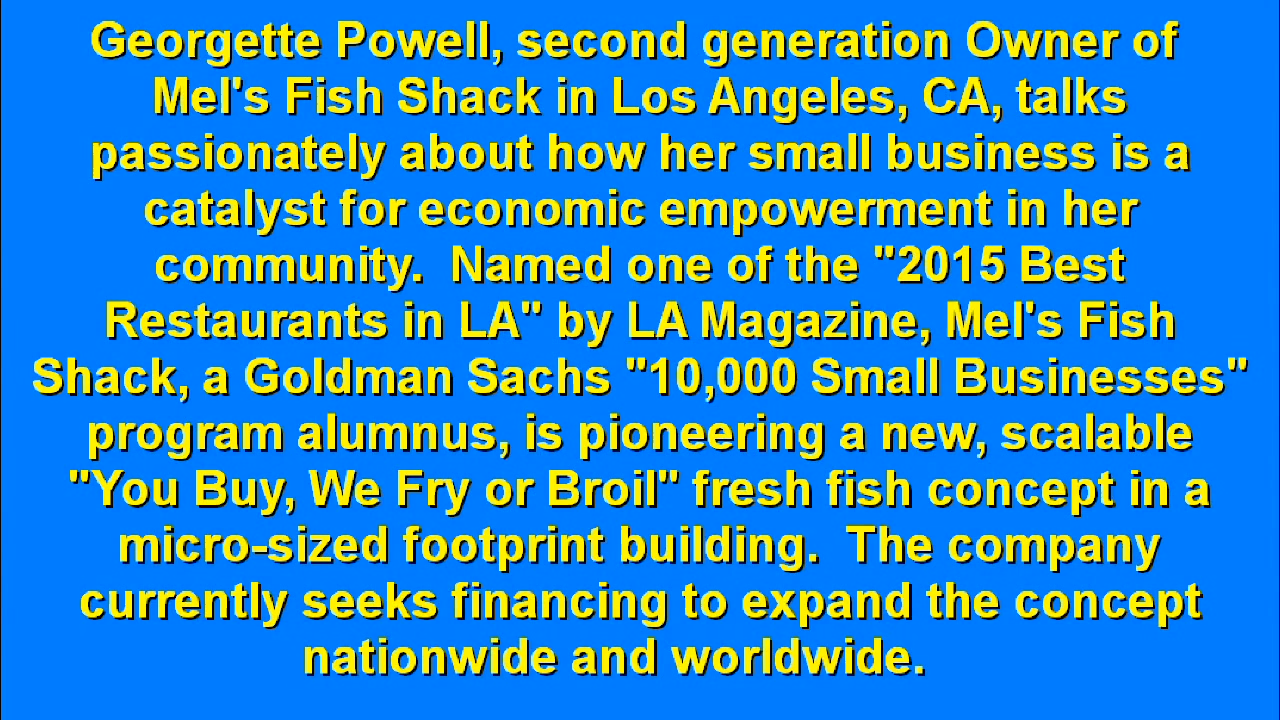 Georgette Powell, second generation Owner of
Mel's Fish Shack in Los Angeles, CA, talks
passionately about how her small business is a
catalyst for economic empowerment in her
community.  Named one of the "2015 Best
Restaurants in LA" by LA Magazine, Mel's Fish
Shack, a Goldman Sachs "10,000 Small Businesses"
program alumnus, is pioneering a new, scalable
"You Buy, We Fry or Broil" fresh fish concept in a
micro-sized footprint building.  The company
currently seeks financing to expand the concept
nationwide and worldwide.